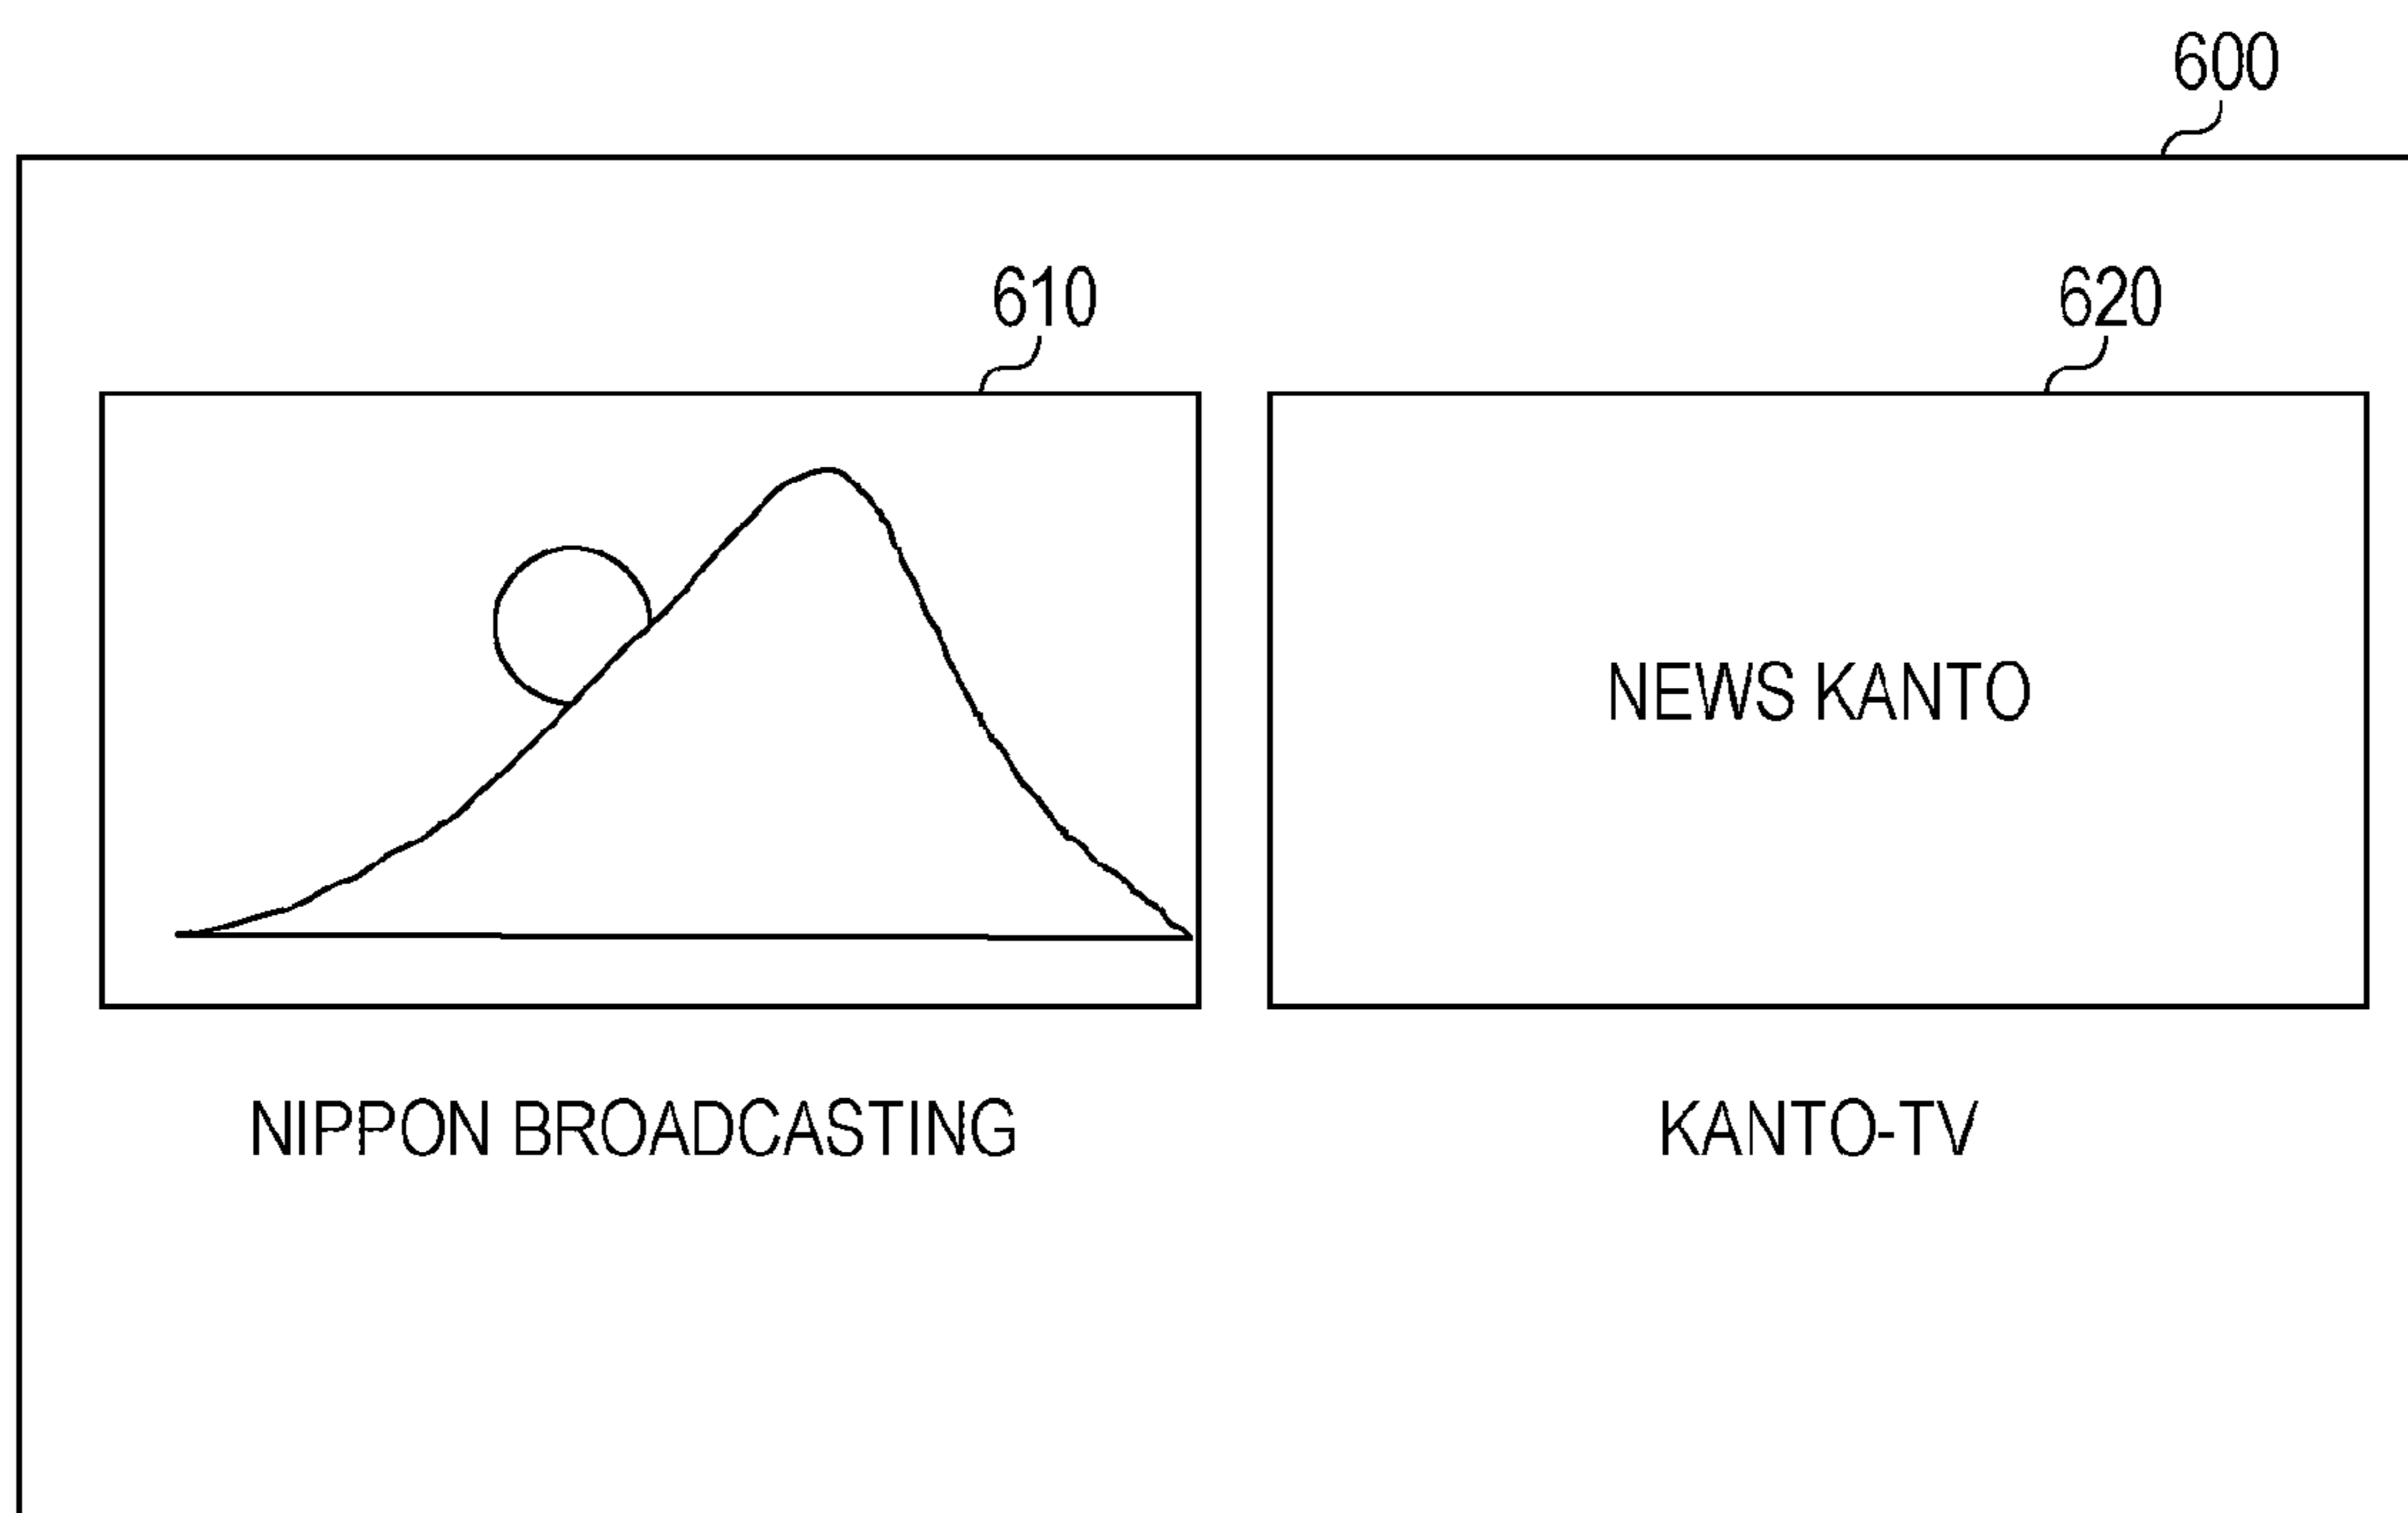 600
610
620
NEWS KANTO
NIPPON BROADCASTING
KANTO-TV